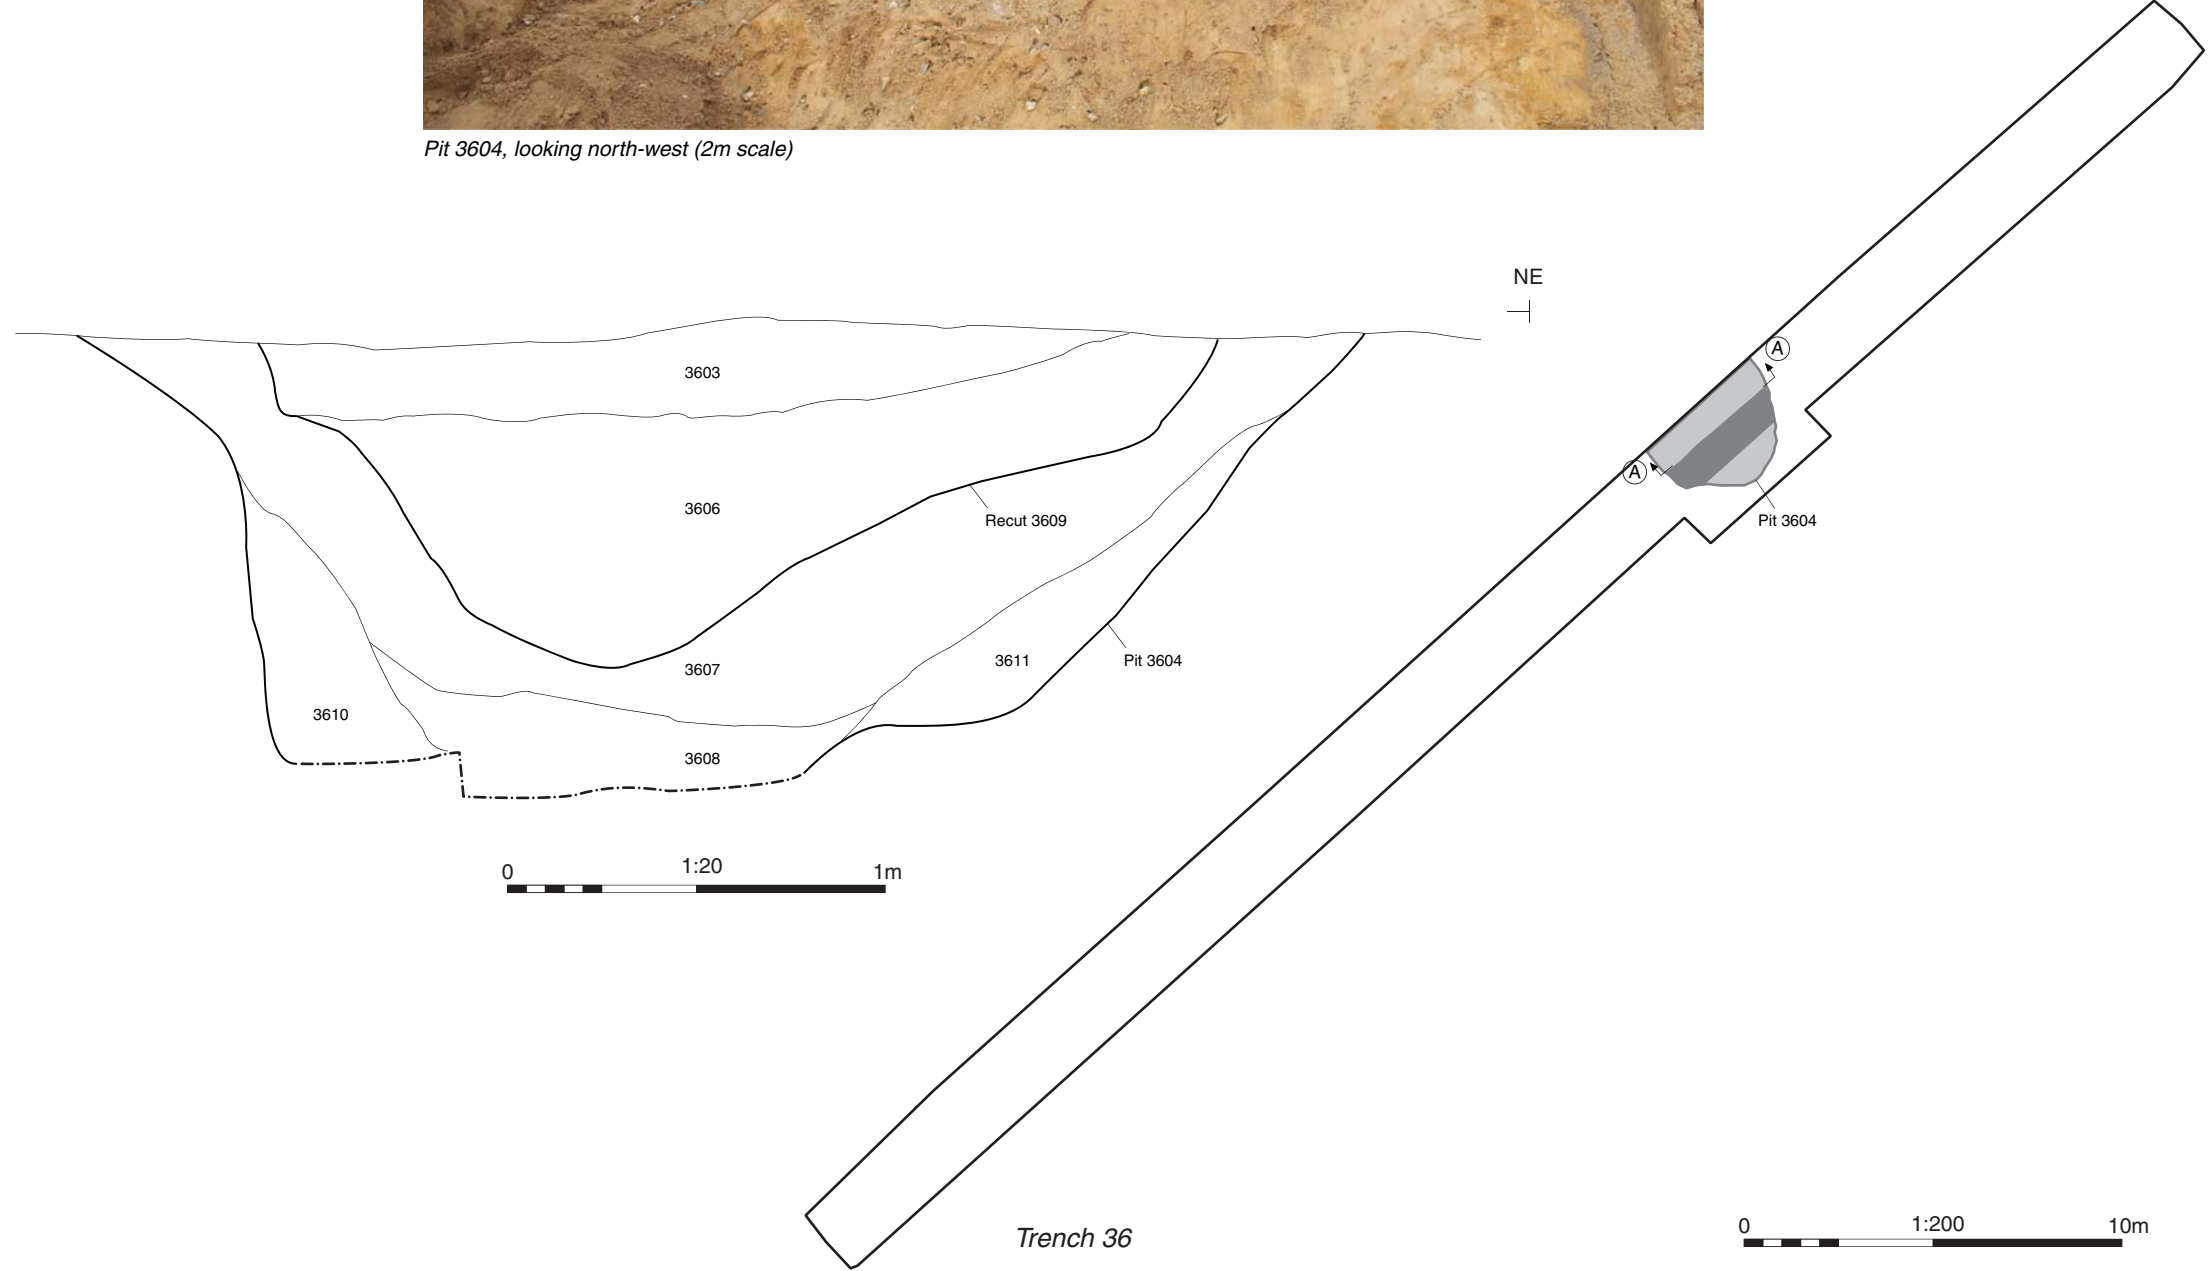 Pit 3604, looking north-west (2m scale)
NE
3603
3606
Recut 3609
3607
3611
Pit 3604
3610
3608
0 1:20 1m
A
A
Pit 3604
Trench 36
0 1:200 10m